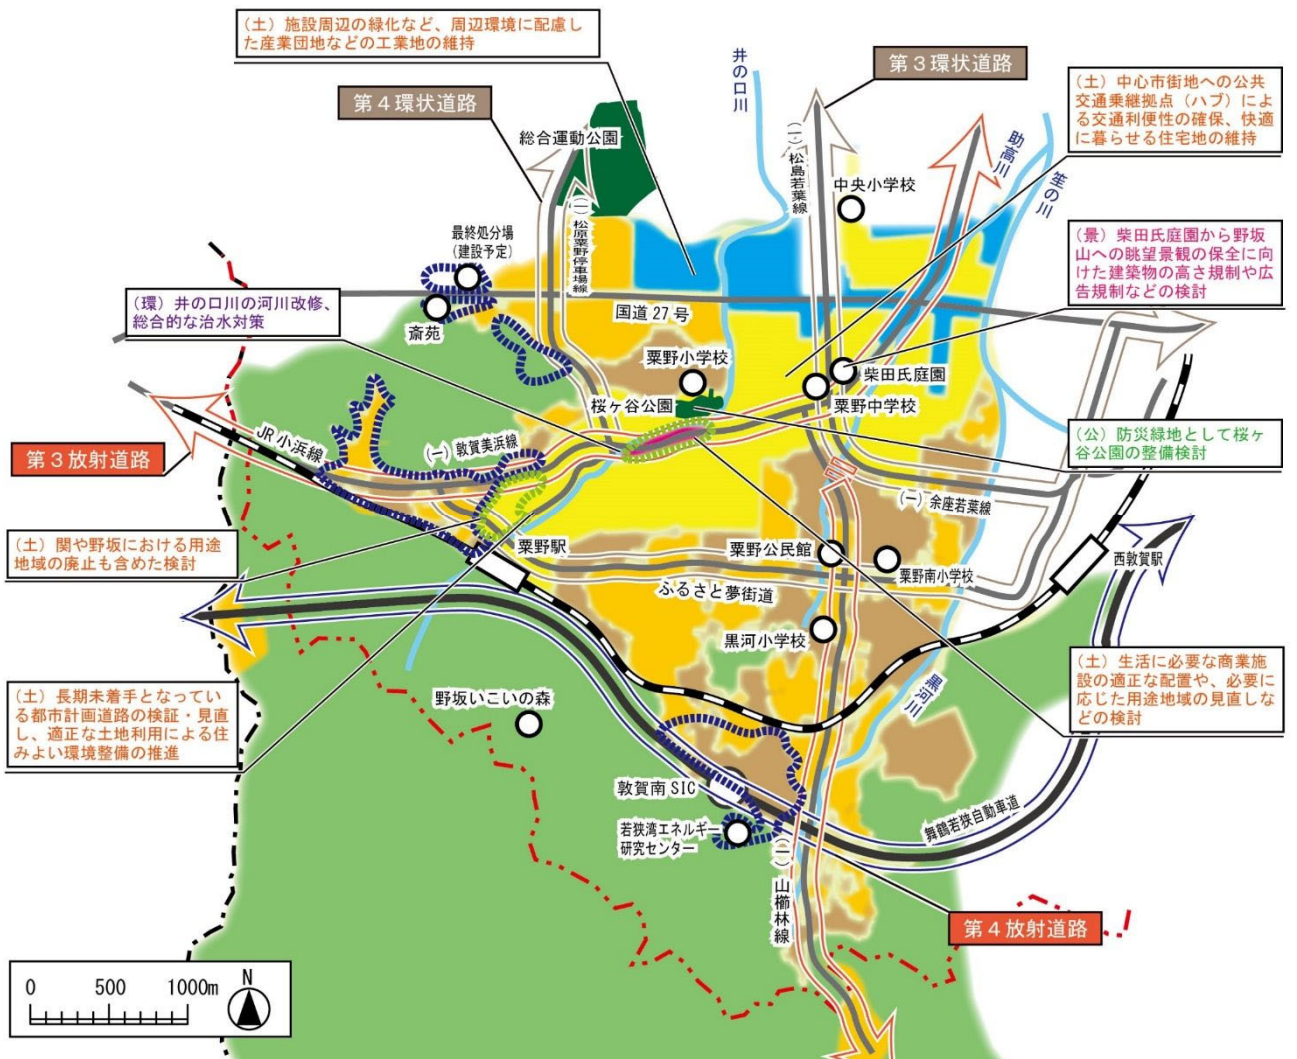 （土）施設周辺の緑化など、周辺環境に配慮し
た産業団地などの工業地の維持
第３環状道路
第４環状道路
（土）中心市街地への公共
交通乗継拠点（ハブ）によ
る交通利便性の確保、快適
に暮らせる住宅地の維持
井の口川
助高川
笙の川
総合運動公園
（一）松島若葉線
（一）松原粟野停車場線
中央小学校
最終処分場
（建設予定）
斎苑
（景）柴田氏庭園から野坂
山への眺望景観の保全に向
けた建築物の高さ規制や広
告規制などの検討
（環）井の口川の河川改修、
総合的な治水対策
国道27号
粟野小学校
柴田氏庭園
桜ヶ谷公園
粟野中学校
（公）防災緑地として桜ヶ
谷公園の整備検討
JR小浜線
（一）敦賀美浜線
第３放射道路
（一）余座若葉線
（土）関や野坂における用途
地域の廃止も含めた検討
粟野駅
粟野公民館
粟野南小学校
西敦賀駅
ふるさと夢街道
黒河小学校
黒河川
（土）生活に必要な商業施
設の適正な配置や、必要に
応じた用途地域の見直しな
どの検討
（土）長期未着手となってい
る都市計画道路の検証・見直
し、適正な土地利用による住
みよい環境整備の推進
野坂いこいの森
敦賀南SIC
若狭湾エネルギー
研究センター
舞鶴若狭自動車道
（一）山櫛林線
第４放射道路
0 500 1000m
N